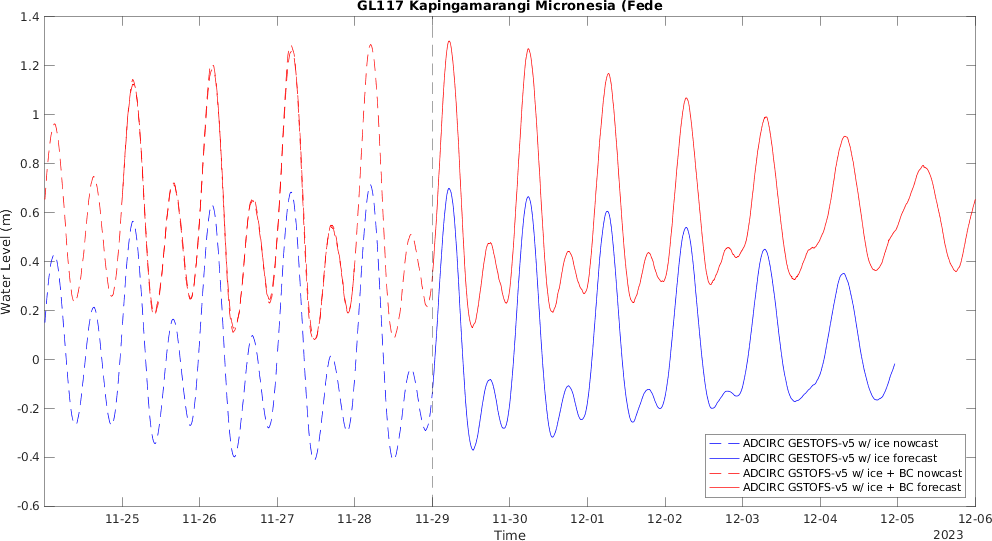 GL117 Kapingamarangi Micronesia (Fede
1.4
1.2
1
0.8
0.6
0.4
0.2
0
-0.2
-0.4
-0.6
Water Level (m)
11-25 11-26 11-27 11-28 11-29 11-30 12-01 12-02 12-03 12-04 12-05 12-06
Time
2023
ADCIRC GESTOFS-v5 w/ ice nowcast
ADCIRC GESTOFS-v5 w/ ice forecast
ADCIRC GSTOFS-v5 w/ ice + BC nowcast
ADCIRC GSTOFS-v5 w/ ice + BC forecast